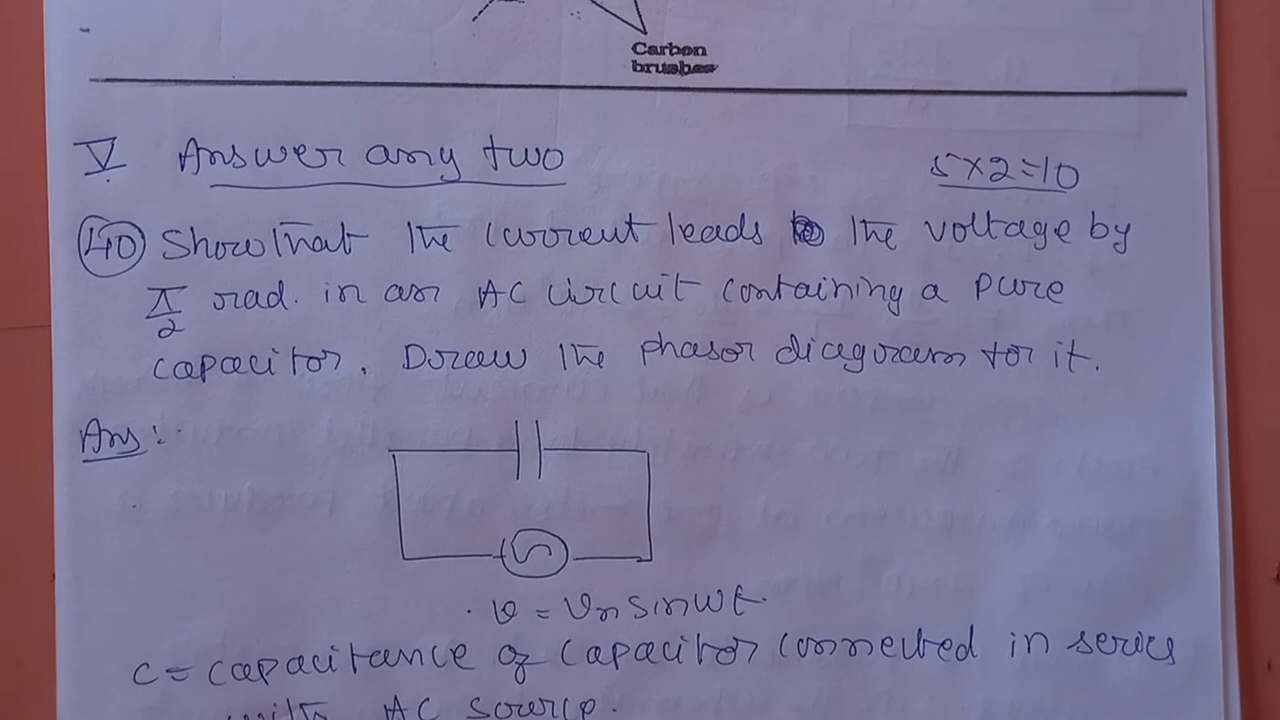 Carbon
brushes
V Answer any two 5×2=10
40 Show that the current leads the voltage by
π/2 rad. in an AC circuit containing a pure
capacitor. Draw the phasor diagram for it.
Ans:
v = vm sin ωt.
C = capacitance of capacitor connected in series
with AC source.